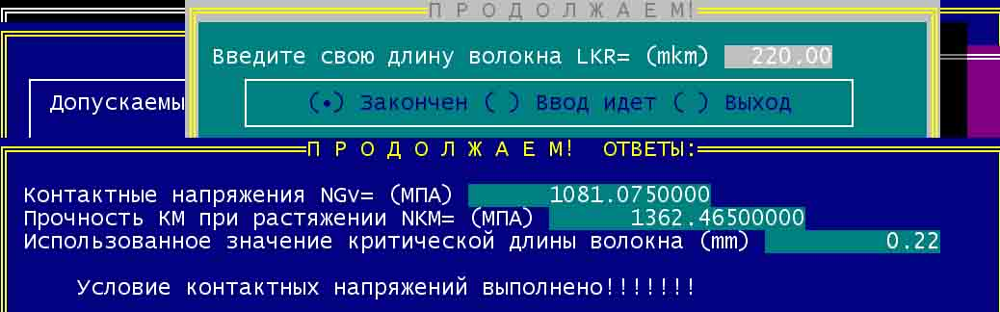 П Р О Д О Л Ж А Е М!
Введите свою длину волокна LKR= (mkm) 220.00
Допускаемы
(•) Закончен ( ) Ввод идет ( ) Выход
П Р О Д О Л Ж А Е М! ОТВЕТЫ:
Контактные напряжения NGv= (МПА) 1081.0750000
Прочность КМ при растяжении NKM= (МПА) 1362.46500000
Использованное значение критической длины волокна (mm) 0.22
Условие контактных напряжений выполнено!!!!!!!